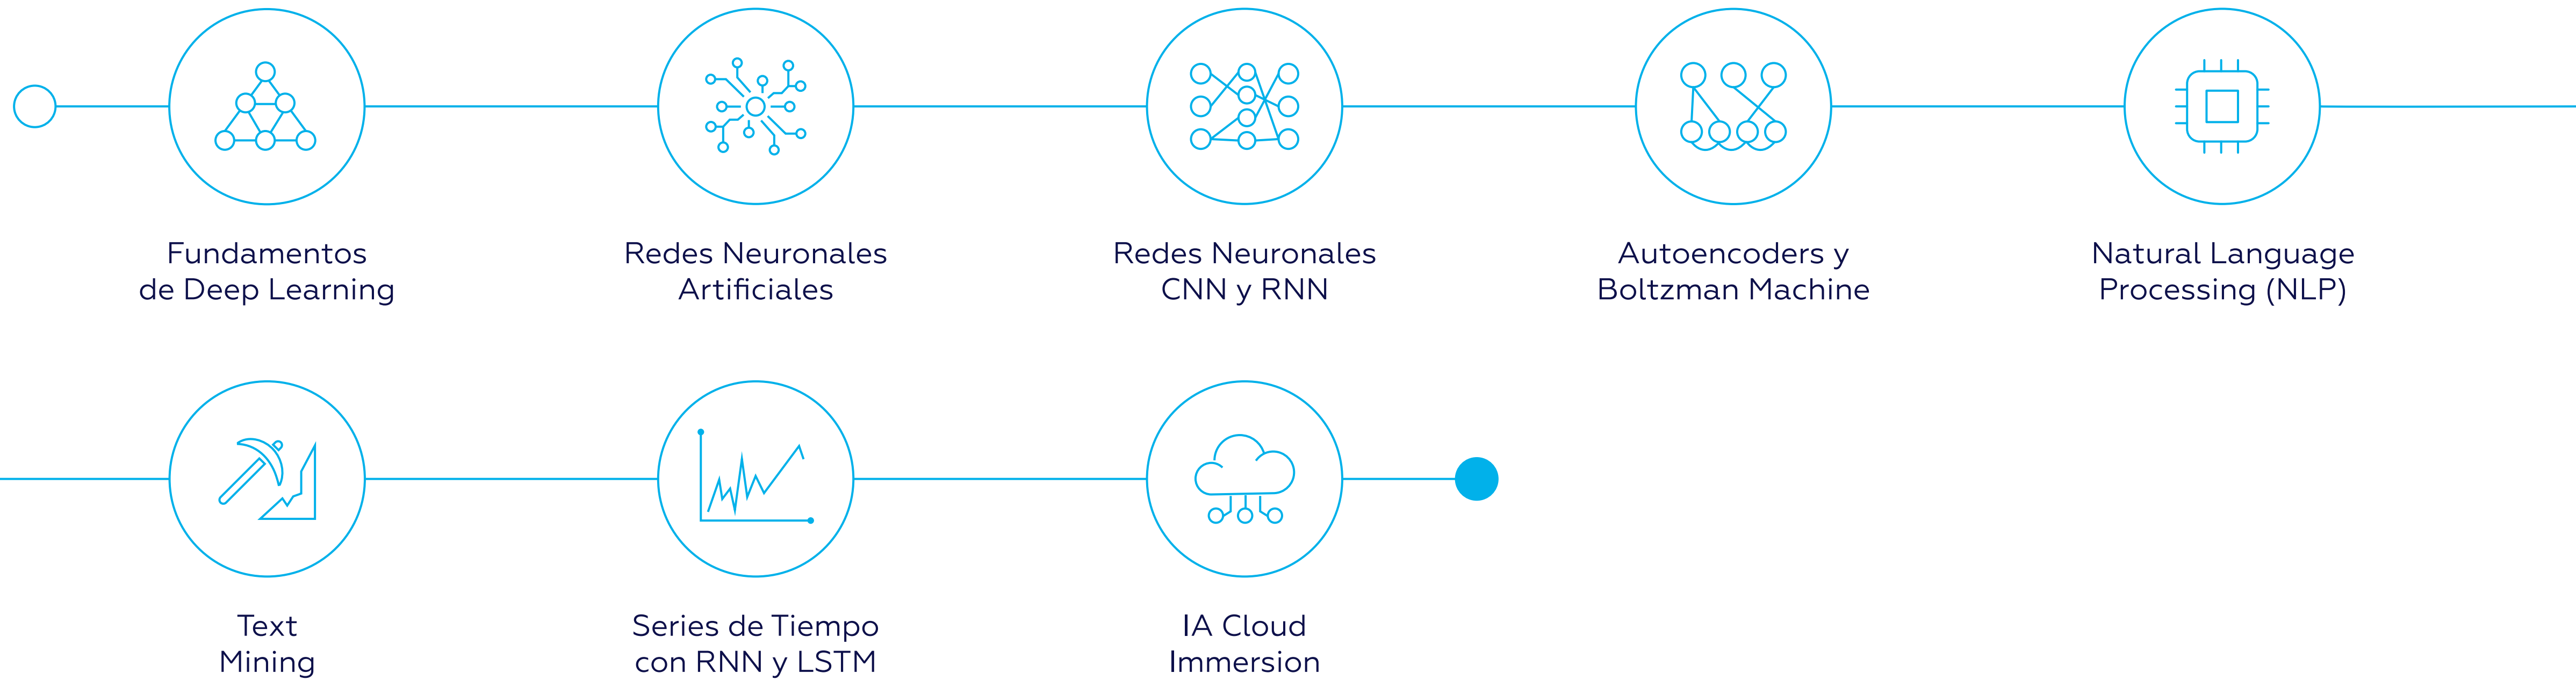 Fundamentos
de Deep Learning
Redes Neuronales
Artificiales
Redes Neuronales
CNN y RNN
Autoencoders y
Boltzman Machine
Natural Language
Processing (NLP)
Text
Mining
Series de Tiempo
con RNN y LSTM
IA Cloud
Immersion